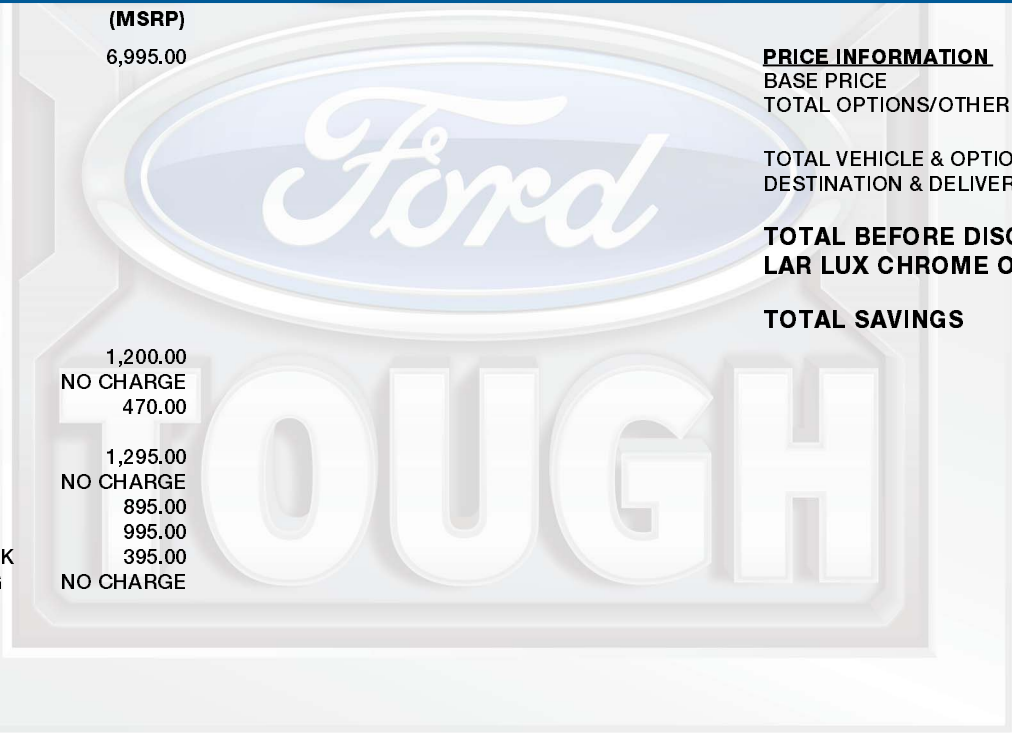 (MSRP)
6,995.00
1,200.00
NO CHARGE
470.00
1,295.00
NO CHARGE
895.00
995.00
K 395.00
NO CHARGE
Ford
TOUGH
PRICE INFORMATION
BASE PRICE
TOTAL OPTIONS/OTHER
TOTAL VEHICLE & OPTIO
DESTINATION & DELIVER
TOTAL BEFORE DISC
LAR LUX CHROME O
TOTAL SAVINGS